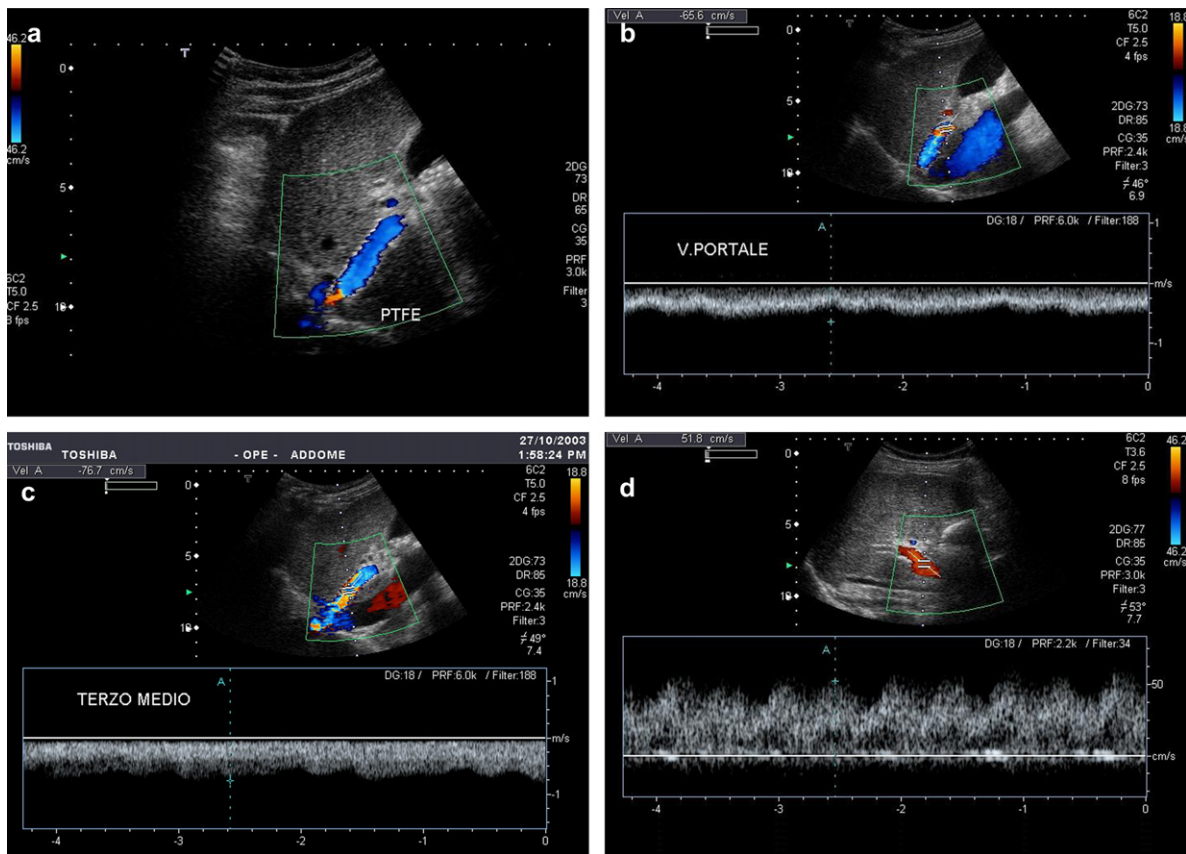 a
T
46.2
46.2
cm/s
0
5
10
6C2
T5.0
CF 2.5
8 fps
2DG
73
DR
65
CG
35
PRF
3.0k
Filter
3
PTFE
Vel A -65.6 cm/s
b
T
0
5
10
6C2
T5.0
CF 2.5
4 fps
18.8
18.8
cm/s
2DG:73
DR:85
CG:35
PRF:2.4k
Filter:3
46°
6.9
A
DG:18 / PRF:6.0k / Filter:188
V.PORTALE
1
m/s
-1
-4 -3 -2 -1 0
TOSHIBA TOSHIBA - OPE - ADDOME 27/10/2003
1:58:24 PM
Vel A -76.7 cm/s
c
T
0
5
10
6C2
T5.0
CF 2.5
4 fps
18.8
18.8
cm/s
2DG:73
DR:85
CG:35
PRF:2.4k
Filter:3
49°
7.4
A
DG:18 / PRF:6.0k / Filter:188
TERZO MEDIO
1
m/s
-1
-4 -3 -2 -1 0
Vel A 51.8 cm/s
d
T
0
5
10
6C2
T3.6
CF 2.5
8 fps
46.2
46.2
cm/s
2DG:77
DR:85
CG:35
PRF:3.0k
Filter:3
53°
7.7
A
DG:18 / PRF:2.2k / Filter:34
50
cm/s
-4 -3 -2 -1 0